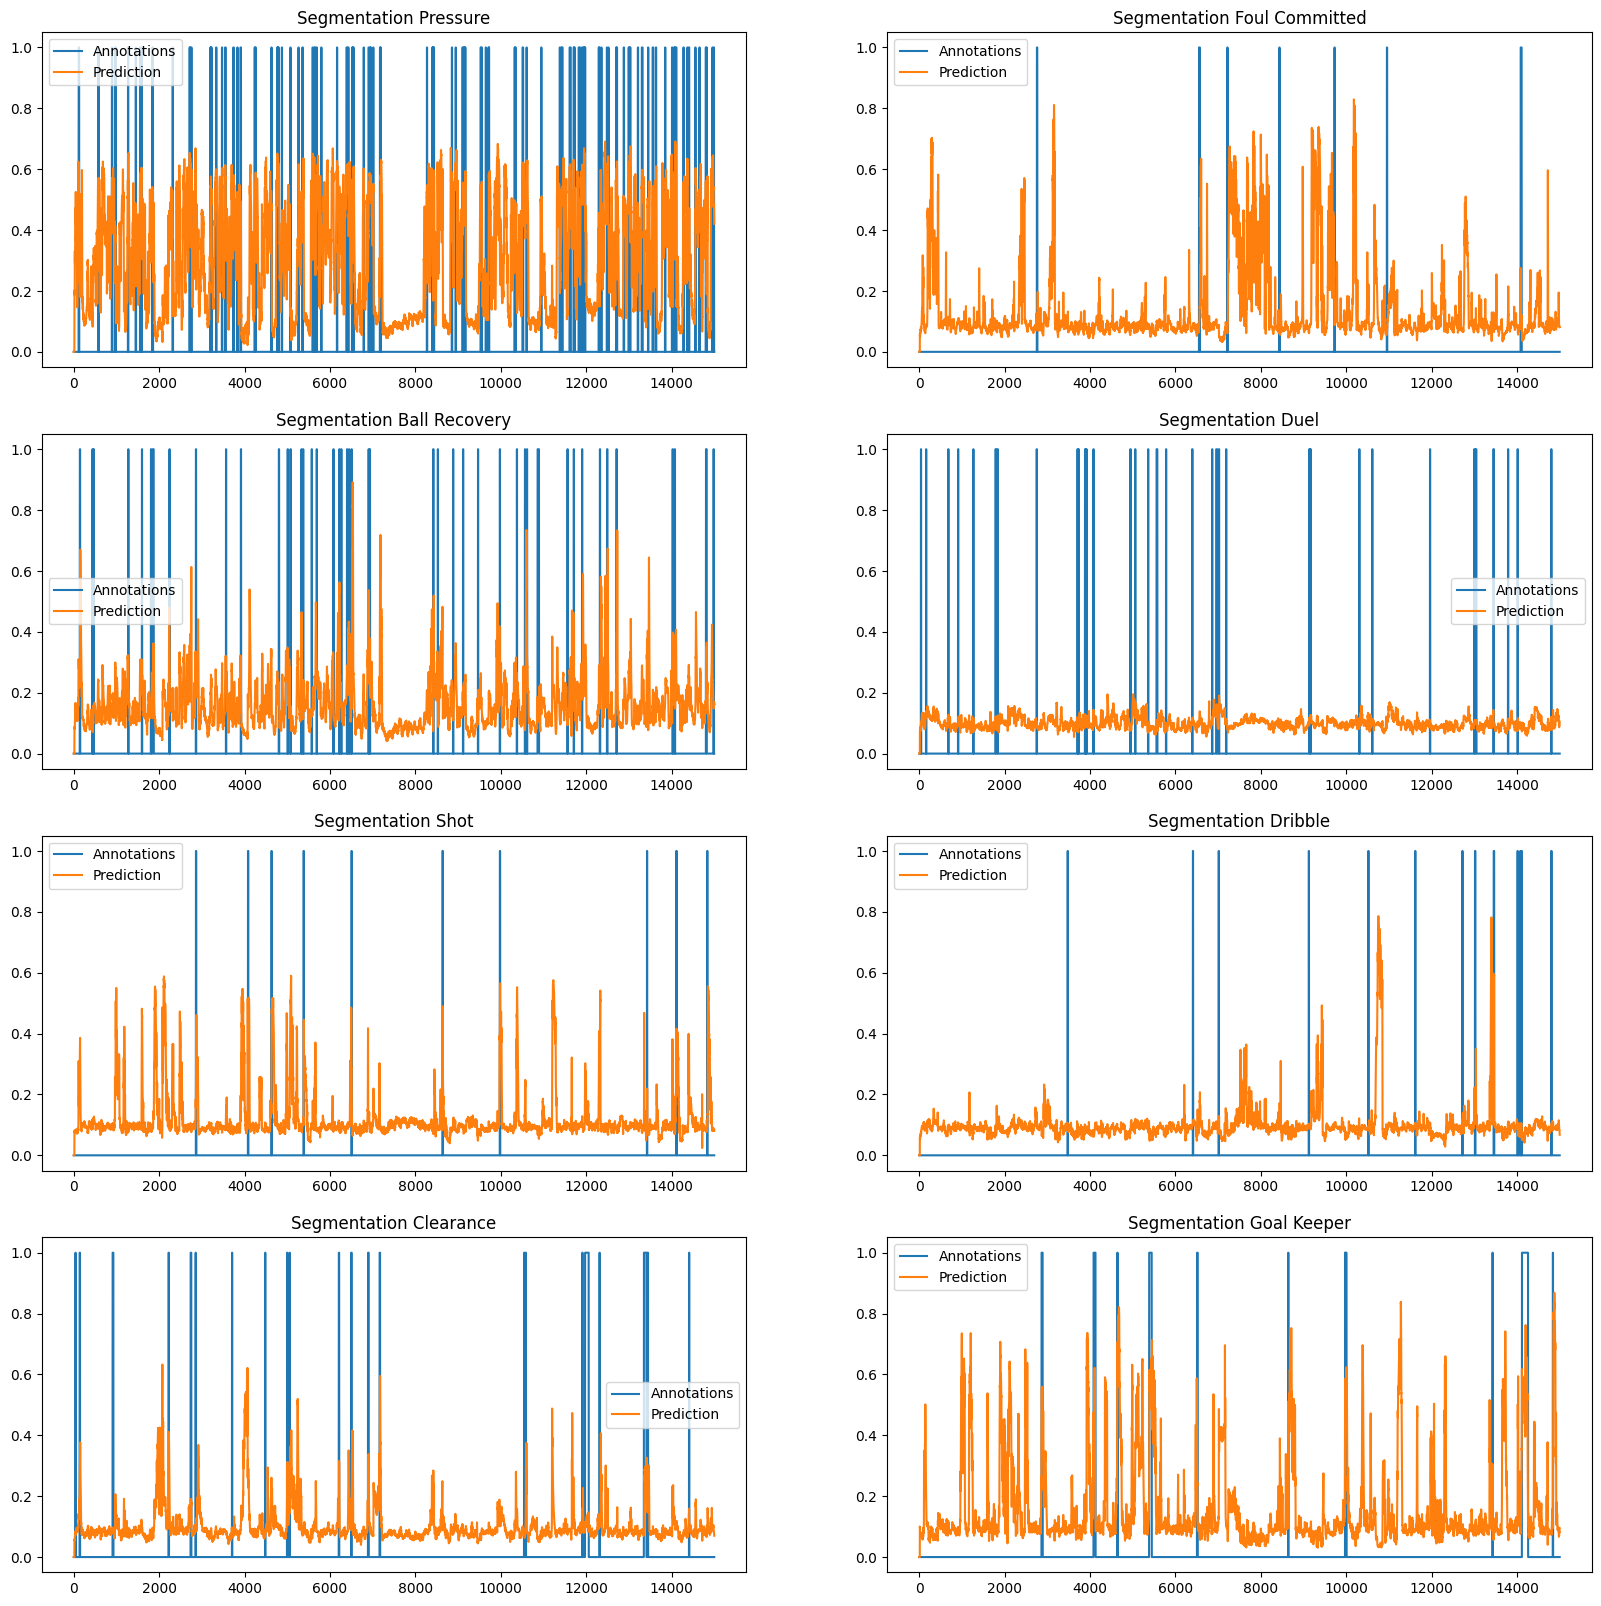 Segmentation Pressure
1.0
0.8
0.6
0.4
0.2
0.0
Annotations
Prediction
0 2000 4000 6000 8000 10000 12000 14000
Segmentation Foul Committed
1.0
0.8
0.6
0.4
0.2
0.0
Annotations
Prediction
0 2000 4000 6000 8000 10000 12000 14000
Segmentation Ball Recovery
1.0
0.8
0.6
0.4
0.2
0.0
Annotations
Prediction
0 2000 4000 6000 8000 10000 12000 14000
Segmentation Duel
1.0
0.8
0.6
0.4
0.2
0.0
Annotations
Prediction
0 2000 4000 6000 8000 10000 12000 14000
Segmentation Shot
1.0
0.8
0.6
0.4
0.2
0.0
Annotations
Prediction
0 2000 4000 6000 8000 10000 12000 14000
Segmentation Dribble
1.0
0.8
0.6
0.4
0.2
0.0
Annotations
Prediction
0 2000 4000 6000 8000 10000 12000 14000
Segmentation Clearance
1.0
0.8
0.6
0.4
0.2
0.0
Annotations
Prediction
0 2000 4000 6000 8000 10000 12000 14000
Segmentation Goal Keeper
1.0
0.8
0.6
0.4
0.2
0.0
Annotations
Prediction
0 2000 4000 6000 8000 10000 12000 14000